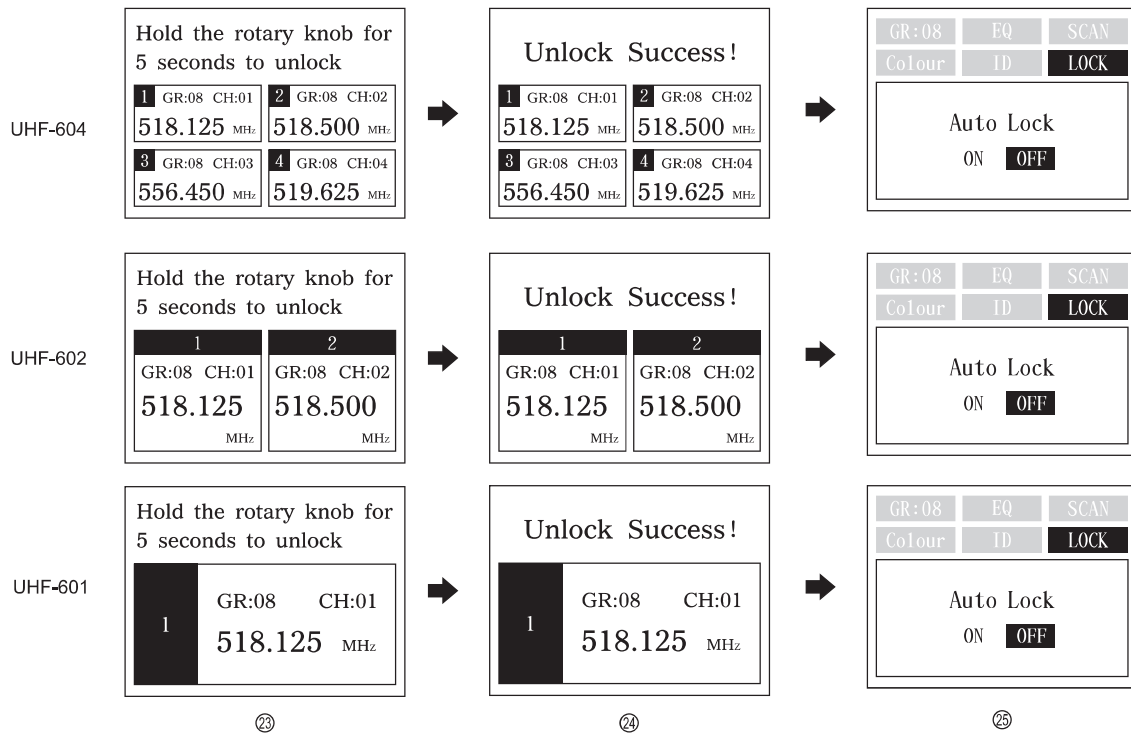 UHF-604
Hold the rotary knob for
5 seconds to unlock
1 GR:08 CH:01 2 GR:08 CH:02
518.125 MHz 518.500 MHz
3 GR:08 CH:03 4 GR:08 CH:04
556.450 MHz 519.625 MHz
Unlock Success!
1 GR:08 CH:01 2 GR:08 CH:02
518.125 MHz 518.500 MHz
3 GR:08 CH:03 4 GR:08 CH:04
556.450 MHz 519.625 MHz
GR:08 EQ SCAN
Colour ID LOCK
Auto Lock
ON OFF
UHF-602
Hold the rotary knob for
5 seconds to unlock
1 2
GR:08 CH:01 GR:08 CH:02
518.125 518.500
MHz MHz
Unlock Success!
1 2
GR:08 CH:01 GR:08 CH:02
518.125 518.500
MHz MHz
GR:08 EQ SCAN
Colour ID LOCK
Auto Lock
ON OFF
UHF-601
Hold the rotary knob for
5 seconds to unlock
GR:08 CH:01
1
518.125 MHz
Unlock Success!
GR:08 CH:01
1
518.125 MHz
GR:08 EQ SCAN
Colour ID LOCK
Auto Lock
ON OFF
㉓ ㉔ ㉕